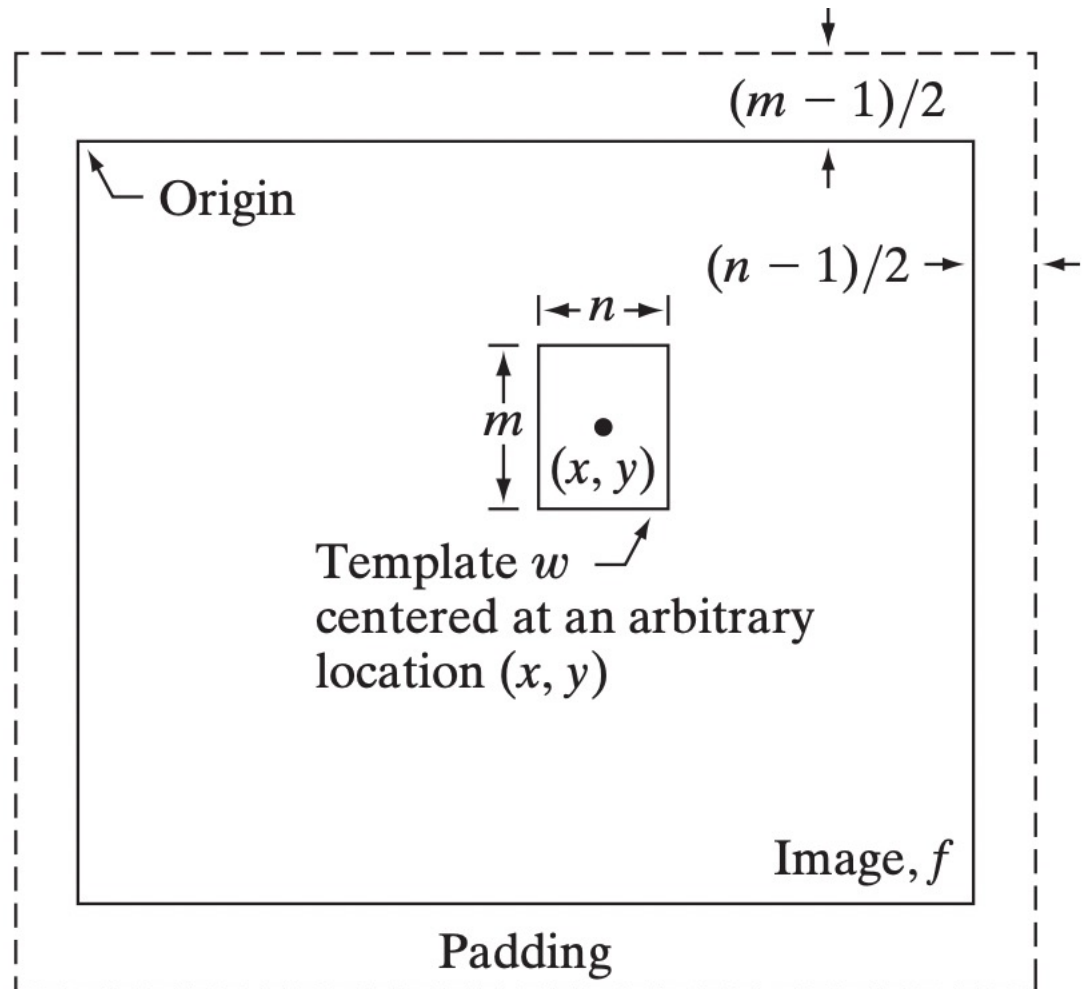 (m − 1)/2
Origin
(n − 1)/2
n
m
(x, y)
Template w
centered at an arbitrary
location (x, y)
Image, f
Padding